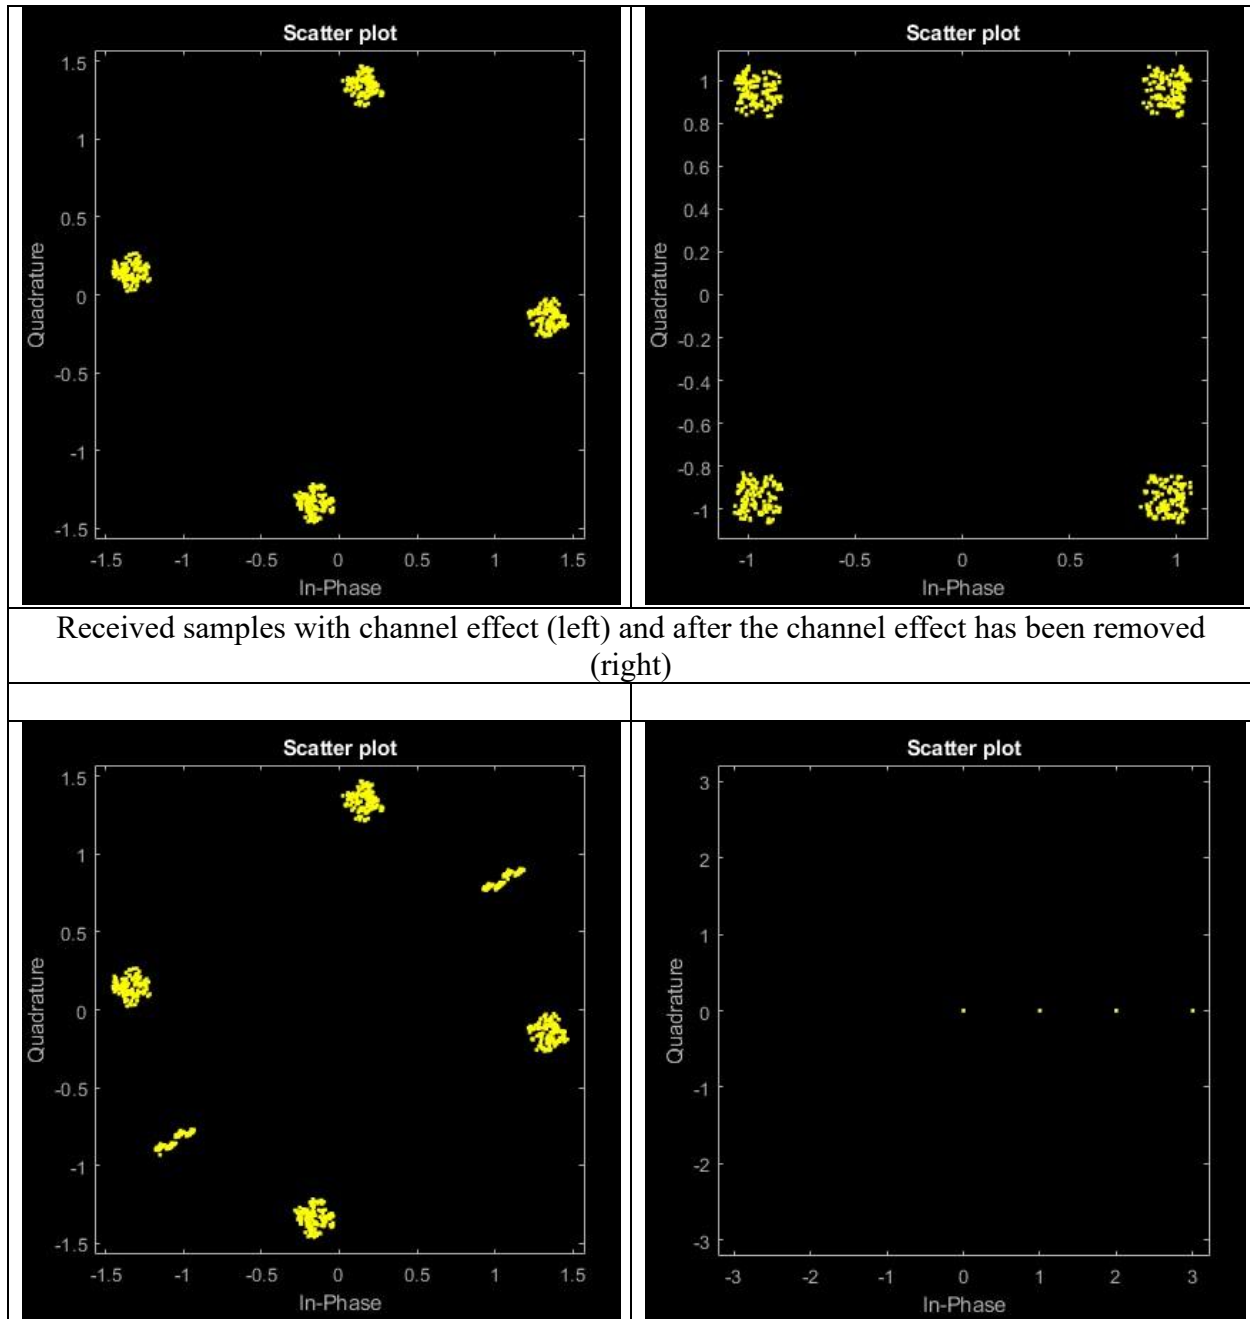 Scatter plot
1.5
1
0.5
0
-0.5
-1
-1.5
Quadrature
-1.5 -1 -0.5 0 0.5 1 1.5
In-Phase
Scatter plot
1
0.8
0.6
0.4
0.2
0
-0.2
-0.4
-0.6
-0.8
-1
Quadrature
-1 -0.5 0 0.5 1
In-Phase
Received samples with channel effect (left) and after the channel effect has been removed
(right)
Scatter plot
1.5
1
0.5
0
-0.5
-1
-1.5
Quadrature
-1.5 -1 -0.5 0 0.5 1 1.5
In-Phase
Scatter plot
3
2
1
0
-1
-2
-3
Quadrature
-3 -2 -1 0 1 2 3
In-Phase